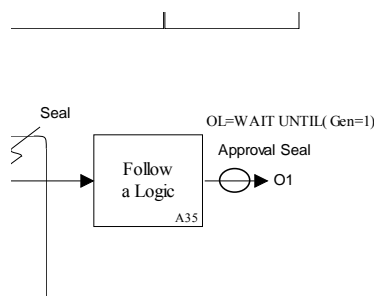 Seal
OL=WAIT UNTIL( Gen=1)
Approval Seal
Follow
a Logic
O1
A35